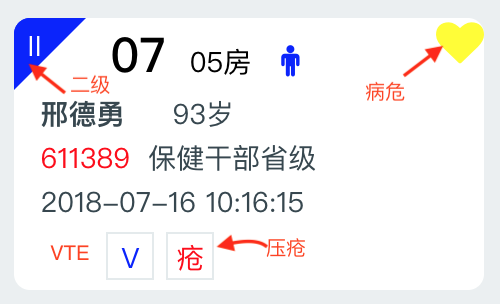 II 07 05房
二级
病危
邢德勇 93岁
611389 保健干部省级
2018-07-16 10:16:15
VTE V 疮 压疮